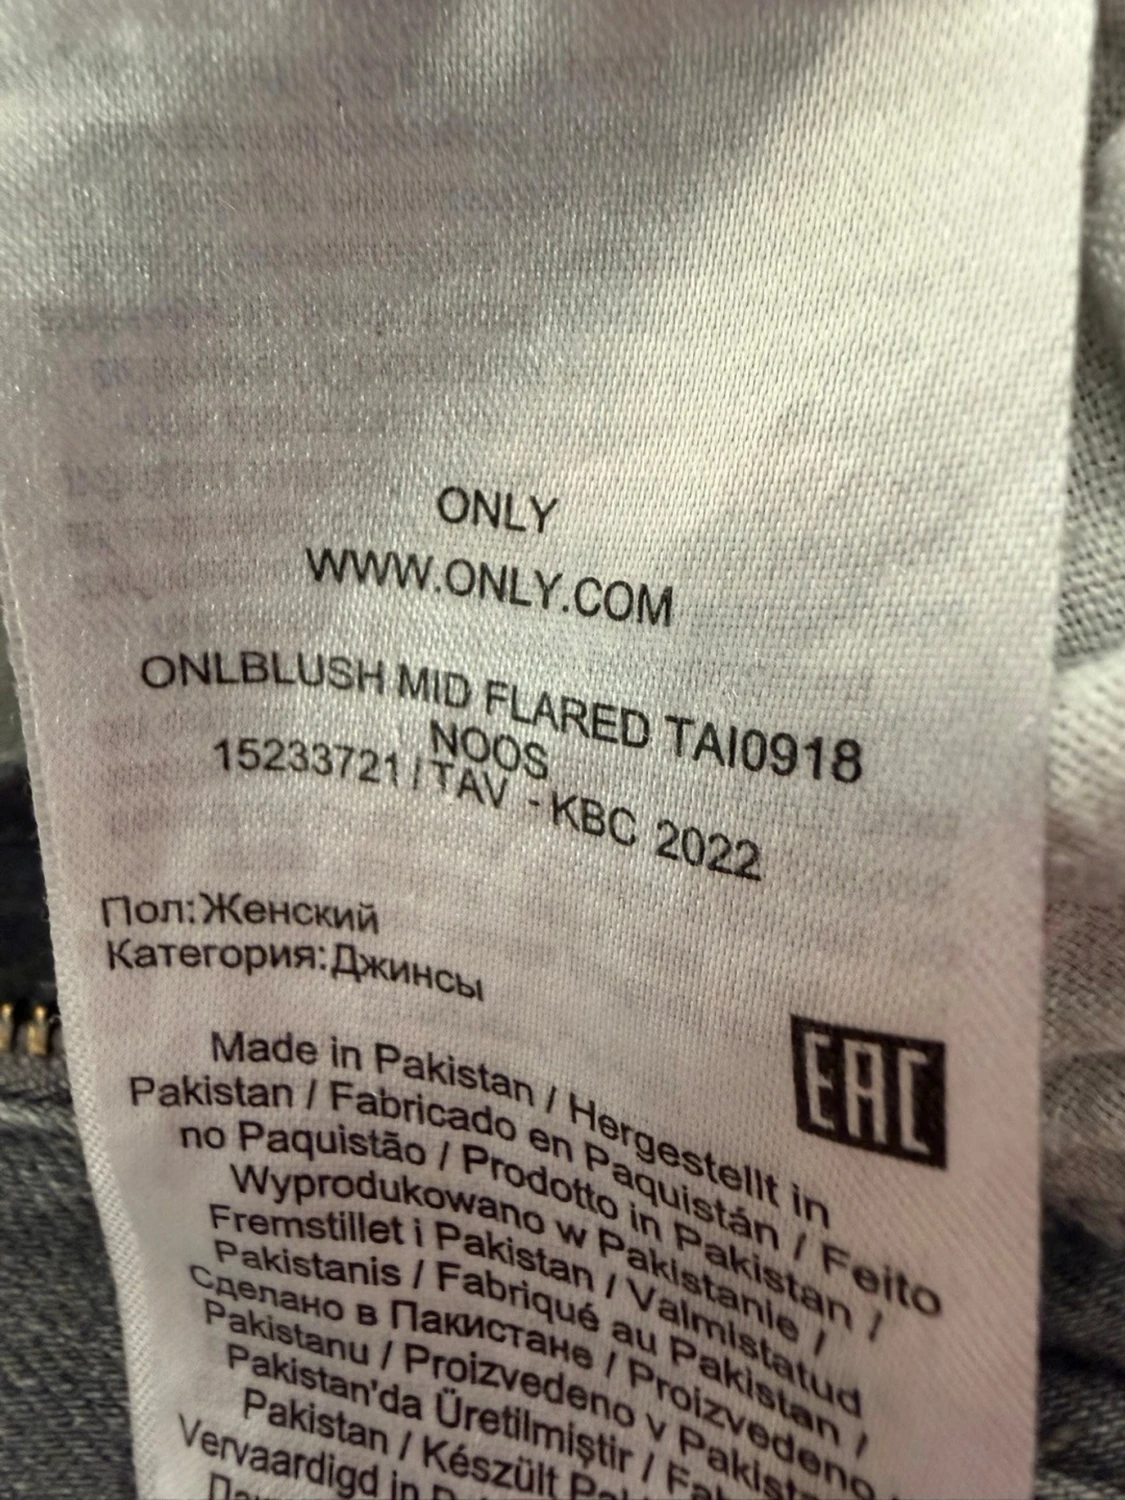 ONLY
WWW.ONLY.COM
ONLBLUSH MID FLARED TAI0918
NOOS
15233721 / TAV - KBC 2022
Пол:Женский
Категория:Джинсы
EAC
Made in Pakistan / Hergestellt in
Pakistan / Fabricado en Paquistán / Feito
no Paquistão / Prodotto in Pakistan /
Wyprodukowano w Pakistanie /
Fremstillet i Pakistan / Valmistatud
Pakistanis / Fabriqué au Pakistan /
Сделано в Пакистане / Proizvedeno
Pakistanu / Proizvedeno v
Pakistan'da Üretilmiştir /
Pakistan / Készült
Vervaardigd in